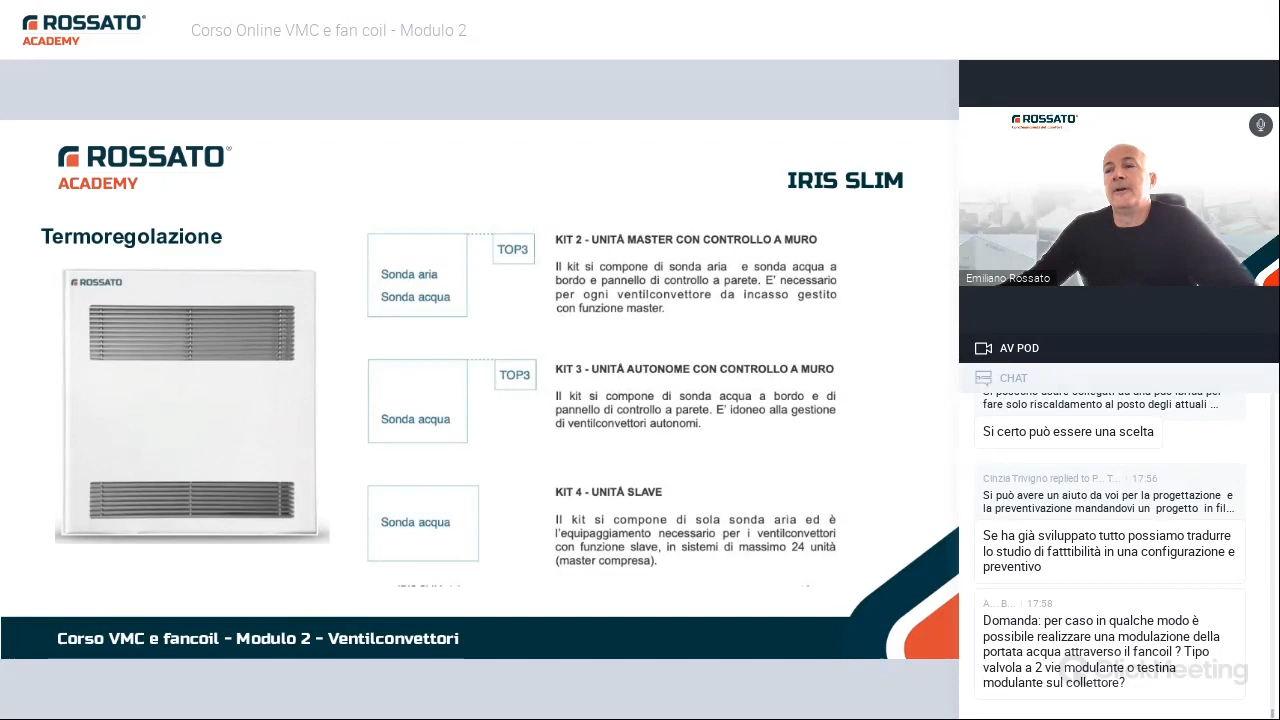 ROSSATO
ACADEMY
Corso Online VMC e fan coil - Modulo 2
ROSSATO
ACADEMY
IRIS SLIM
Termoregolazione
ROSSATO
Sonda aria
Sonda acqua
TOP3
KIT 2 - UNITÀ MASTER CON CONTROLLO A MURO
Il kit si compone di sonda aria e sonda acqua a
bordo e pannello di controllo a parete. E' necessario
per ogni ventilconvettore da incasso gestito
con funzione master.
Sonda acqua
TOP3
KIT 3 - UNITÀ AUTONOME CON CONTROLLO A MURO
Il kit si compone di sonda acqua a bordo e di
pannello di controllo a parete. E' idoneo alla gestione
di ventilconvettori autonomi.
Sonda acqua
KIT 4 - UNITÀ SLAVE
Il kit si compone di sola sonda aria ed è
l'equipaggiamento necessario per i ventilconvettori
con funzione slave, in sistemi di massimo 24 unità
(master compresa).
Corso VMC e fancoil - Modulo 2 - Ventilconvettori
ROSSATO
Emiliano Rossato
AV POD
CHAT
fare solo riscaldamento al posto degli attuali ...
Si certo può essere una scelta
Cinzia Trivigno replied to P... T... 17:56
Si può avere un aiuto da voi per la progettazione e
la preventivazione mandandovi un progetto in fil...
Se ha già sviluppato tutto possiamo tradurre
lo studio di fatttibilità in una configurazione e
preventivo
A... B... 17:58
Domanda: per caso in qualche modo è
possibile realizzare una modulazione della
portata acqua attraverso il fancoil ? Tipo
valvola a 2 vie modulante o testina
modulante sul collettore?
ClickMeeting